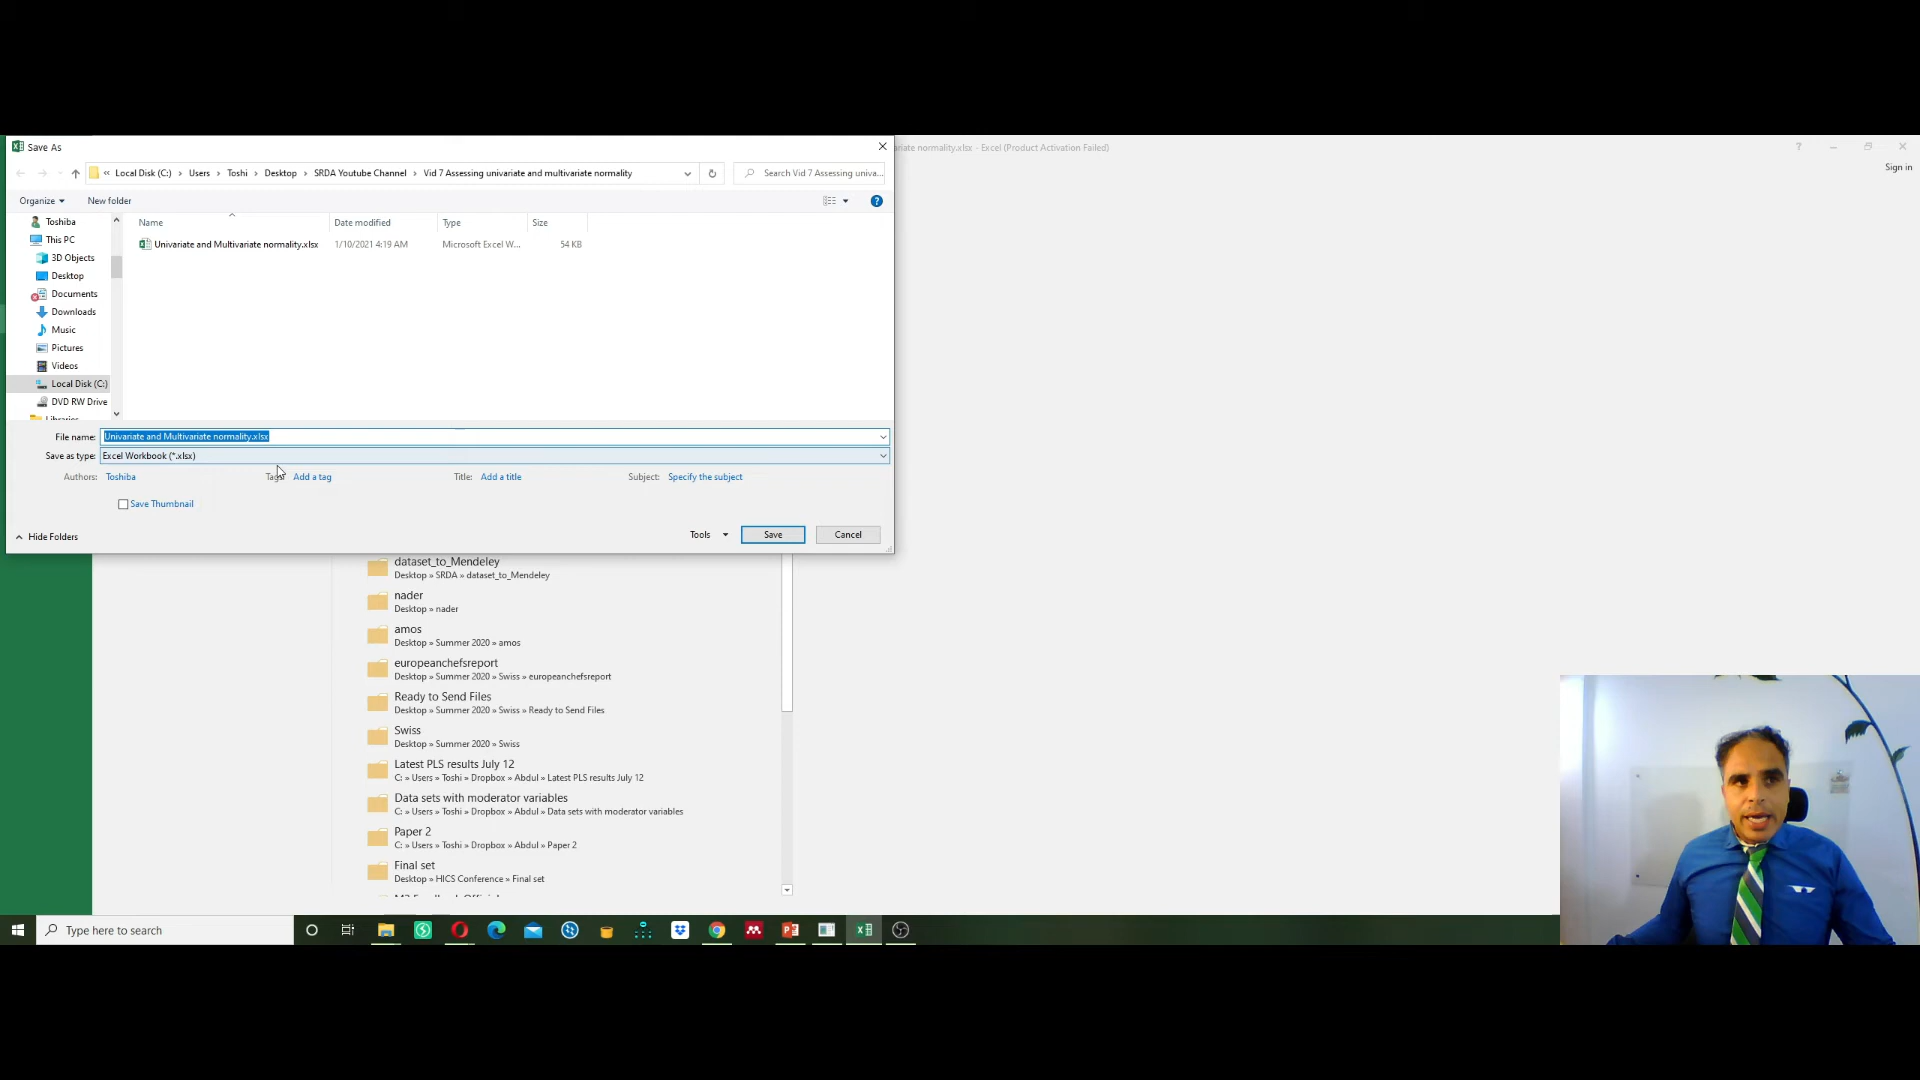 Save As
riate normality.xlsx - Excel (Product Activation Failed)
Sign in
« Local Disk (C:) › Users › Toshi › Desktop › SRDA Youtube Channel › Vid 7 Assessing univariate and multivariate normality
Search Vid 7 Assessing univa...
Organize
New folder
Name
Date modified
Type
Size
Univariate and Multivariate normality.xlsx
1/10/2021 4:19 AM
Microsoft Excel W...
54 KB
Toshiba
This PC
3D Objects
Desktop
Documents
Downloads
Music
Pictures
Videos
Local Disk (C:)
DVD RW Drive
Libraries
File name: Univariate and Multivariate normality.xlsx
Save as type: Excel Workbook (*.xlsx)
Authors: Toshiba
Tags: Add a tag
Title: Add a title
Subject: Specify the subject
Save Thumbnail
Hide Folders
Tools
Save
Cancel
dataset_to_Mendeley
Desktop » SRDA » dataset_to_Mendeley
nader
Desktop » nader
amos
Desktop » Summer 2020 » amos
europeanchefsreport
Desktop » Summer 2020 » Swiss » europeanchefsreport
Ready to Send Files
Desktop » Summer 2020 » Swiss » Ready to Send Files
Swiss
Desktop » Summer 2020 » Swiss
Latest PLS results July 12
C: » Users » Toshi » Dropbox » Abdul » Latest PLS results July 12
Data sets with moderator variables
C: » Users » Toshi » Dropbox » Abdul » Data sets with moderator variables
Paper 2
C: » Users » Toshi » Dropbox » Abdul » Paper 2
Final set
Desktop » HICS Conference » Final set
Type here to search